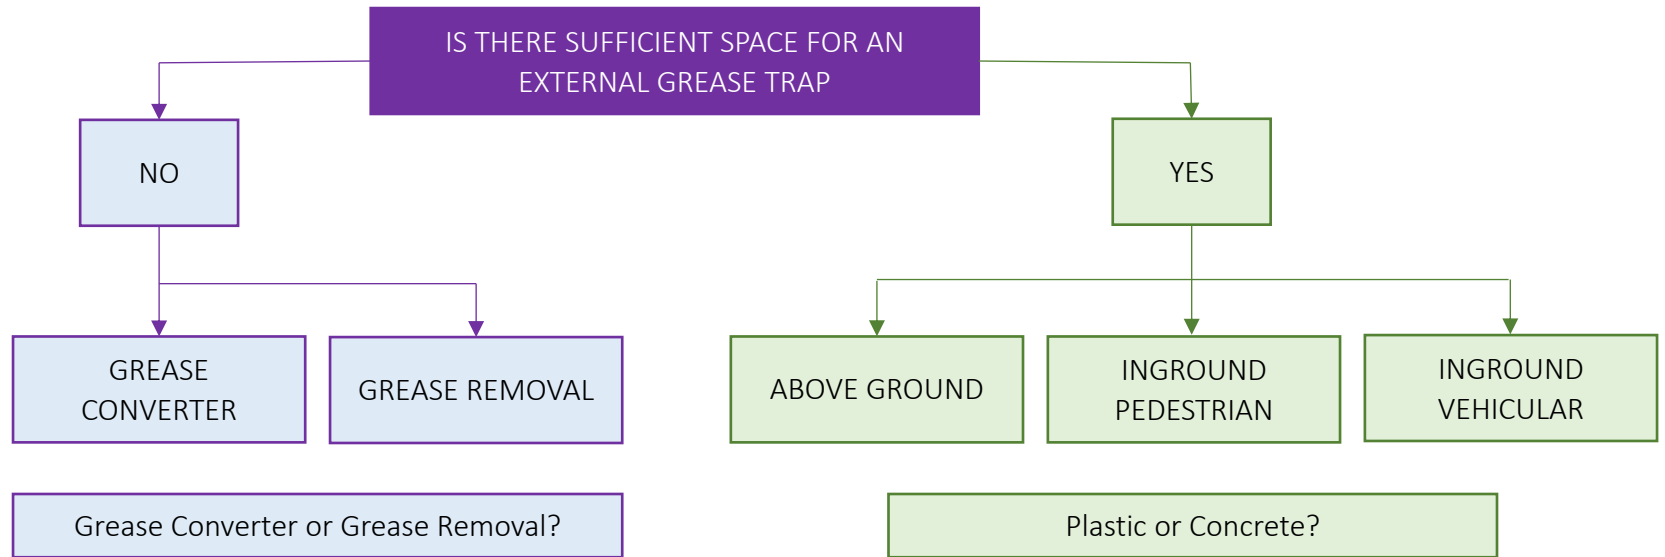 IS THERE SUFFICIENT SPACE FOR AN
EXTERNAL GREASE TRAP
NO
YES
GREASE
CONVERTER
GREASE REMOVAL
ABOVE GROUND
INGROUND
PEDESTRIAN
INGROUND
VEHICULAR
Grease Converter or Grease Removal?
Plastic or Concrete?